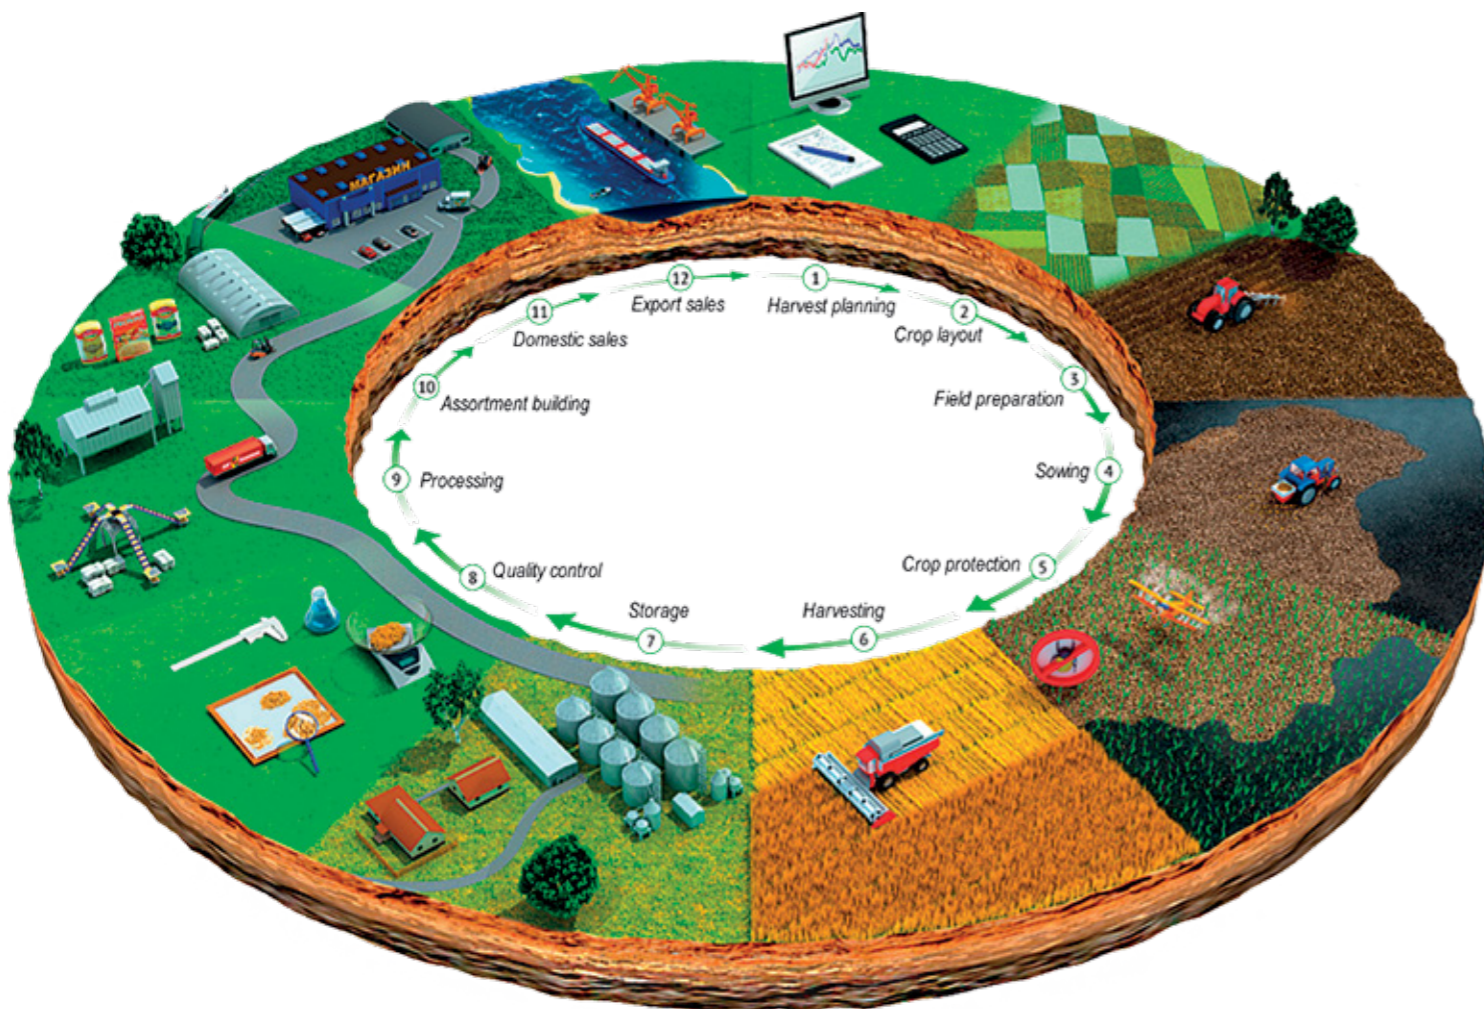 1
Harvest planning
2
Crop layout
3
Field preparation
4
Sowing
5
Crop protection
6
Harvesting
7
Storage
8
Quality control
9
Processing
10
Assortment building
11
Domestic sales
12
Export sales